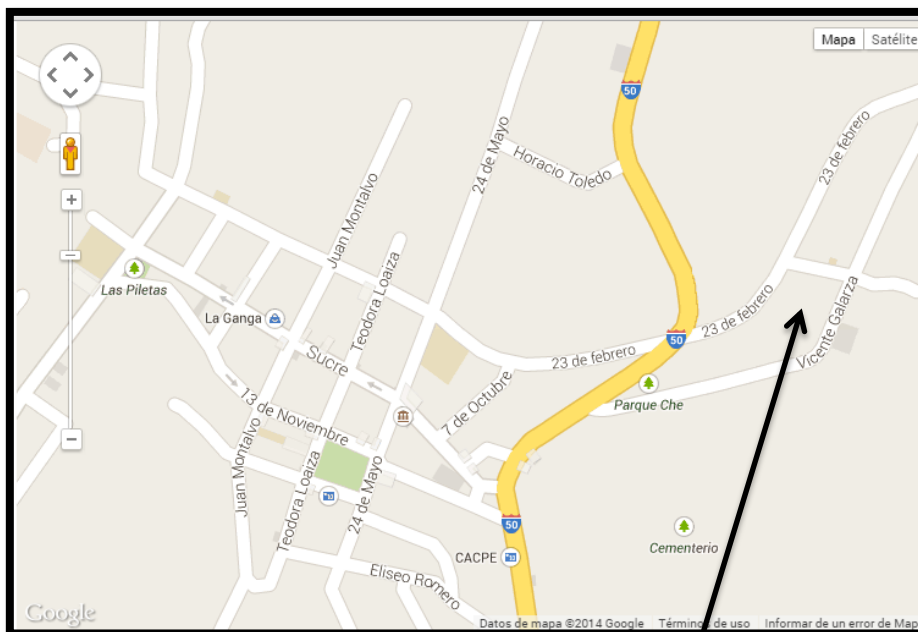 Mapa Satélite
50
23 de febrero
24 de Mayo
Horacio Toledo
Juan Montalvo
Las Piletas
Teodora Loaiza
Vicente Galarza
La Ganga
23 de febrero
50
Sucre
23 de febrero
7 de Octubre
Parque Che
13 de Noviembre
Juan Montalvo
Teodora Loaiza
24 de Mayo
50
Cementerio
CACPE
Eliseo Romero
Google
Datos de mapa ©2014 Google Términos de uso Informar de un error de Map